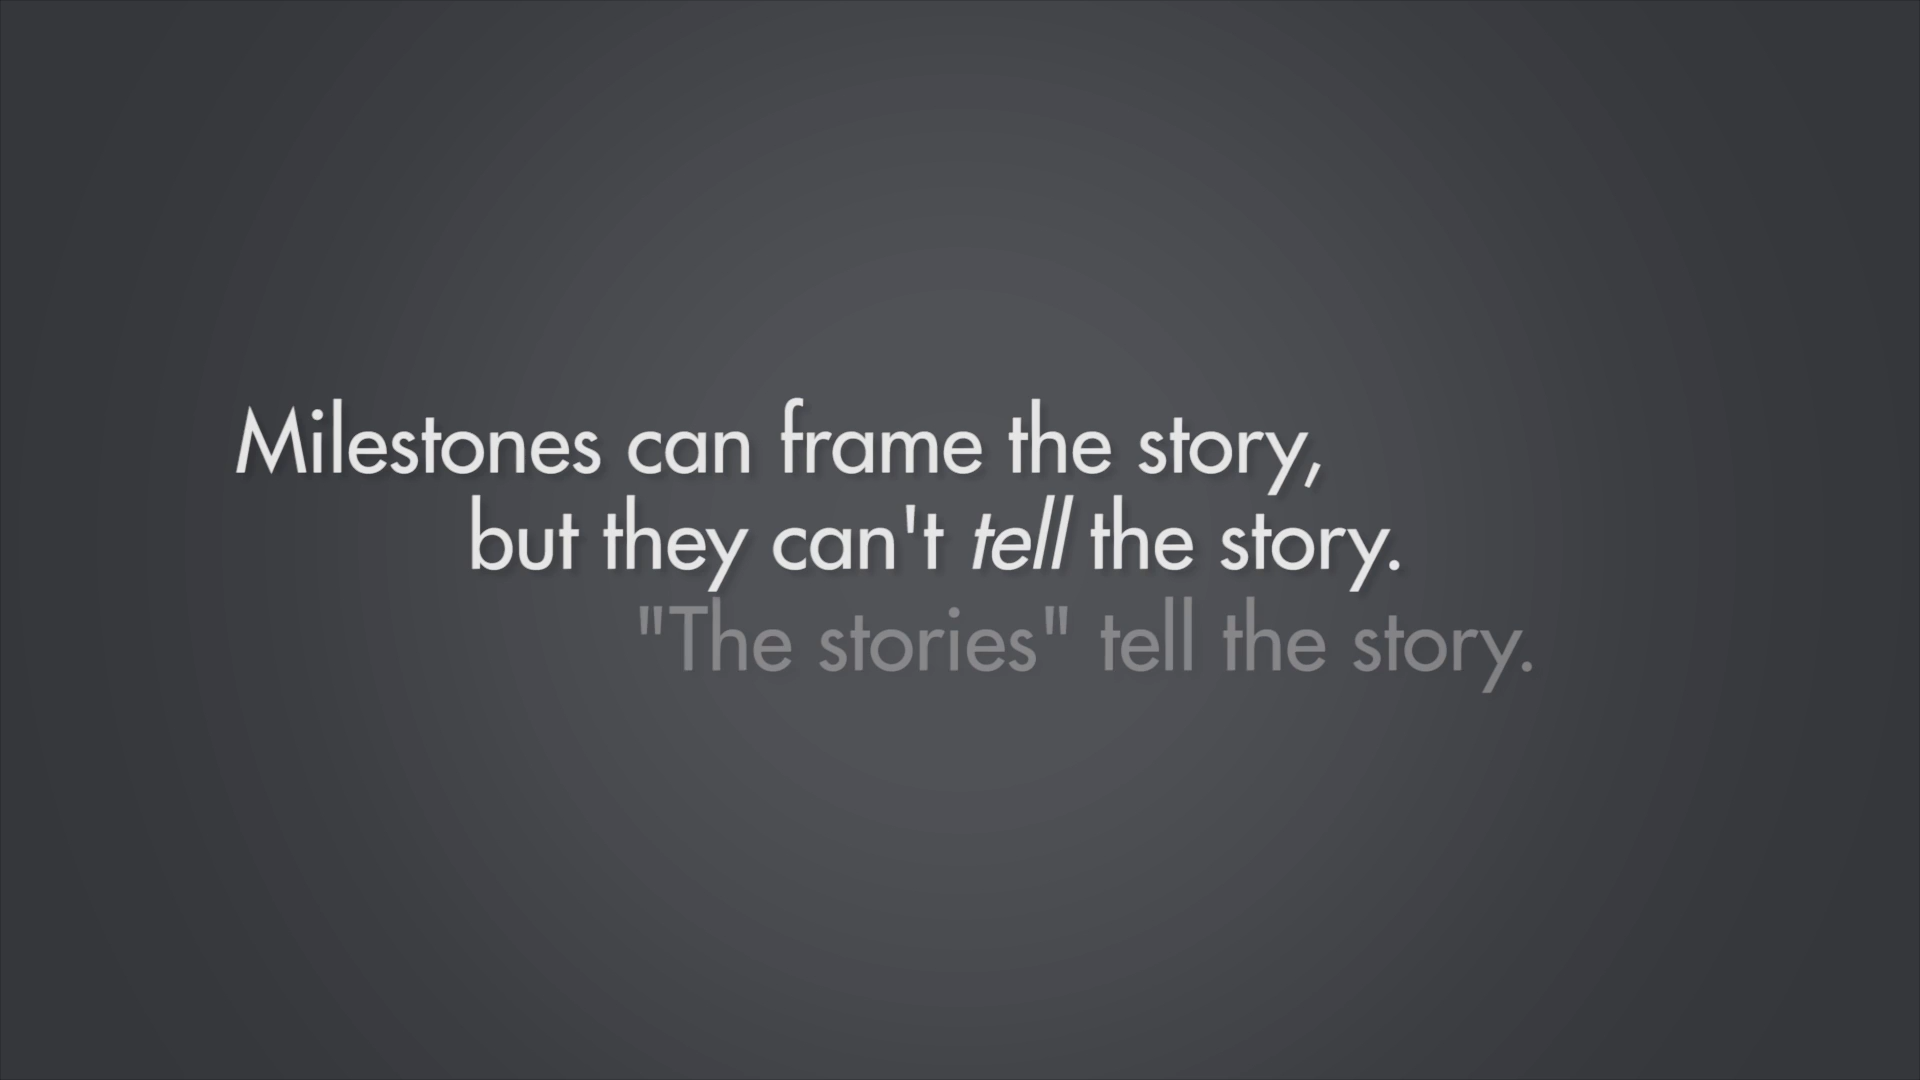 Milestones can frame the story,
but they can't tell the story.
"The stories" tell the story.